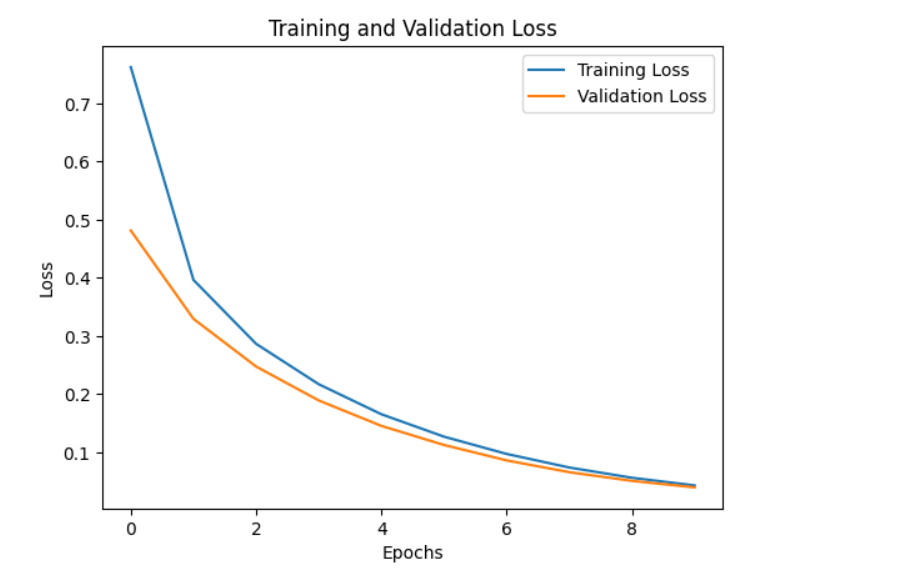 Training and Validation Loss
Training Loss
Validation Loss
0.7
0.6
0.5
0.4
0.3
0.2
0.1
Loss
0 2 4 6 8
Epochs